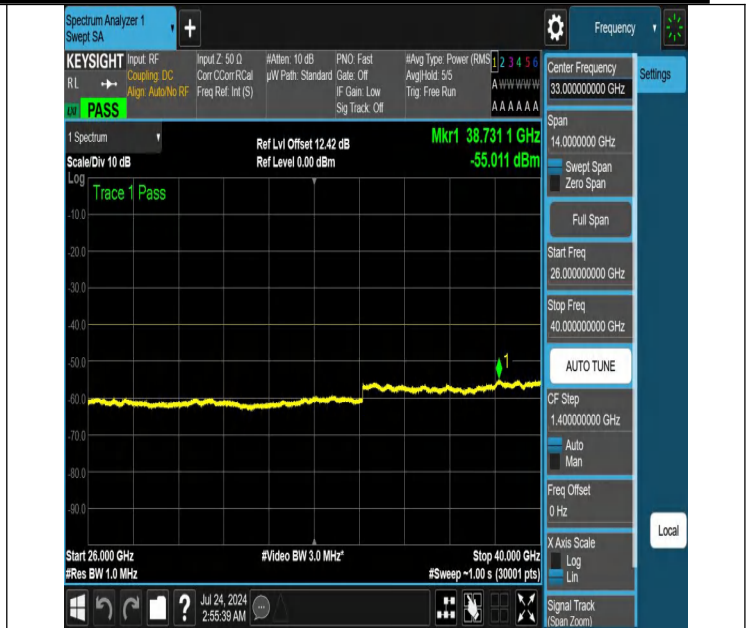 Spectrum Analyzer 1
Swept SA
+
Frequency
KEYSIGHT
RL
PASS
Input: RF
Coupling: DC
Align: Auto/No RF
Input Z: 50 Ω
Corr CCorr RCal
Freq Ref: Int (S)
#Atten: 10 dB
µW Path: Standard
PNO: Fast
Gate: Off
IF Gain: Low
Sig Track: Off
#Avg Type: Power (RMS
Avg|Hold: 5/5
Trig: Free Run
1 2 3 4 5 6
A W W W W W
A A A A A A
1 Spectrum
Scale/Div 10 dB
Ref Lvl Offset 12.42 dB
Ref Level 0.00 dBm
Mkr1 38.731 1 GHz
-55.011 dBm
Log
Trace 1 Pass
-10.0
-20.0
-30.0
-40.0
-50.0
-60.0
-70.0
-80.0
-90.0
1
Start 26.000 GHz
#Res BW 1.0 MHz
#Video BW 3.0 MHz*
Stop 40.000 GHz
#Sweep ~1.00 s (30001 pts)
Jul 24, 2024
2:55:39 AM
?
Center Frequency
33.000000000 GHz
Settings
Span
14.0000000 GHz
Swept Span
Zero Span
Full Span
Start Freq
26.000000000 GHz
Stop Freq
40.000000000 GHz
AUTO TUNE
CF Step
1.400000000 GHz
Auto
Man
Freq Offset
0 Hz
X Axis Scale
Log
Lin
Local
Signal Track
(Span Zoom)